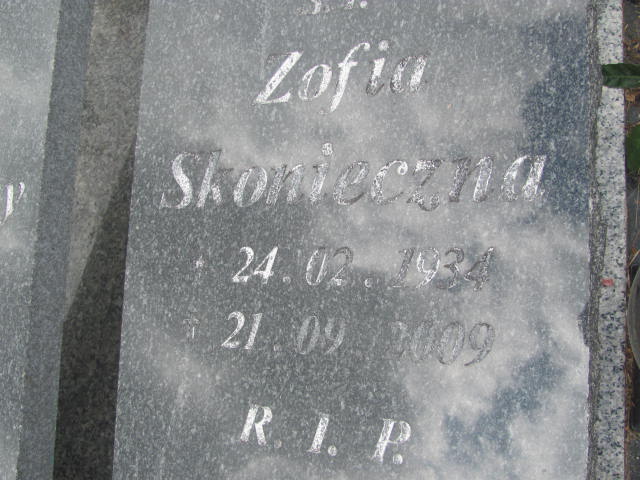 Ś.P.
Zofia
Skonieczna
* 24.02.1934
† 21.09.2009
R. I. P.